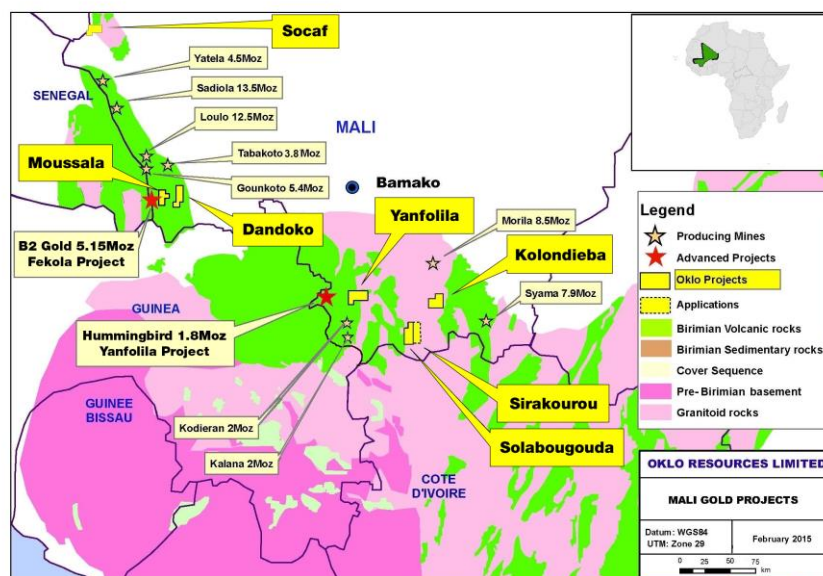 Socaf
Yatela 4.5Moz
SENEGAL
Sadiola 13.5Moz
Loulo 12.5Moz
MALI
Moussala
Tabakoto 3.8Moz
Gounkoto 5.4Moz
Bamako
Dandoko
Yanfolila
B2 Gold 5.15Moz
Fekola Project
Morila 8.5Moz
Kolondieba
GUINEA
Syama 7.9Moz
Hummingbird 1.8Moz
Yanfolila Project
Sirakourou
GUINEE
BISSAU
Kodieran 2Moz
Solabougouda
Kalana 2Moz
COTE
D'IVOIRE
Legend
Producing Mines
Advanced Projects
Oklo Projects
Applications
Birimian Volcanic rocks
Birimian Sedimentary rocks
Cover Sequence
Pre-Birimian basement
Granitoid rocks
OKLO RESOURCES LIMITED
MALI GOLD PROJECTS
Datum: WGS84
UTM: Zone 29
February 2015
0 25 50 75
km